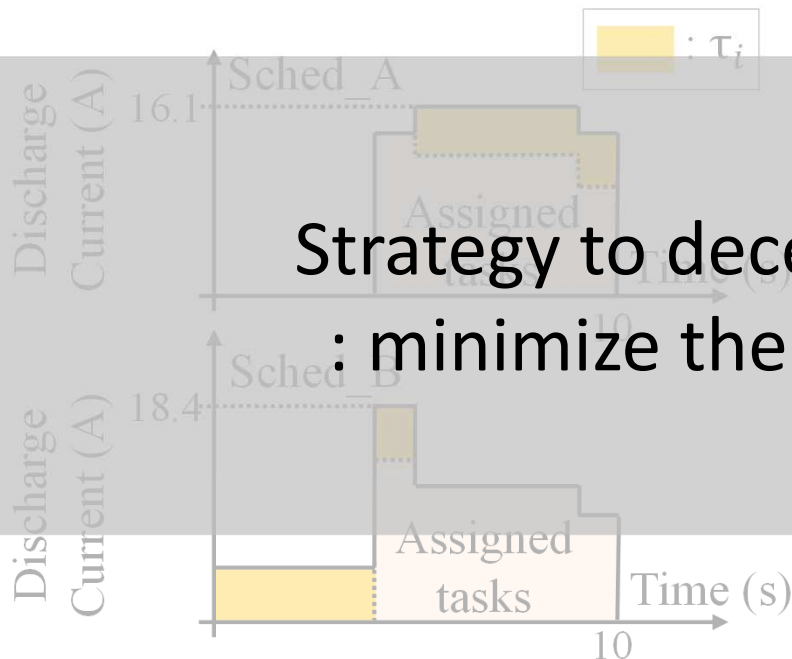 : τᵢ
Sched_A
Discharge
Current (A)
16.1
Assigned
tasks
Time (s)
10
Strategy to dece
: minimize the
Sched_B
Discharge
Current (A)
18.4
Assigned
tasks
Time (s)
10